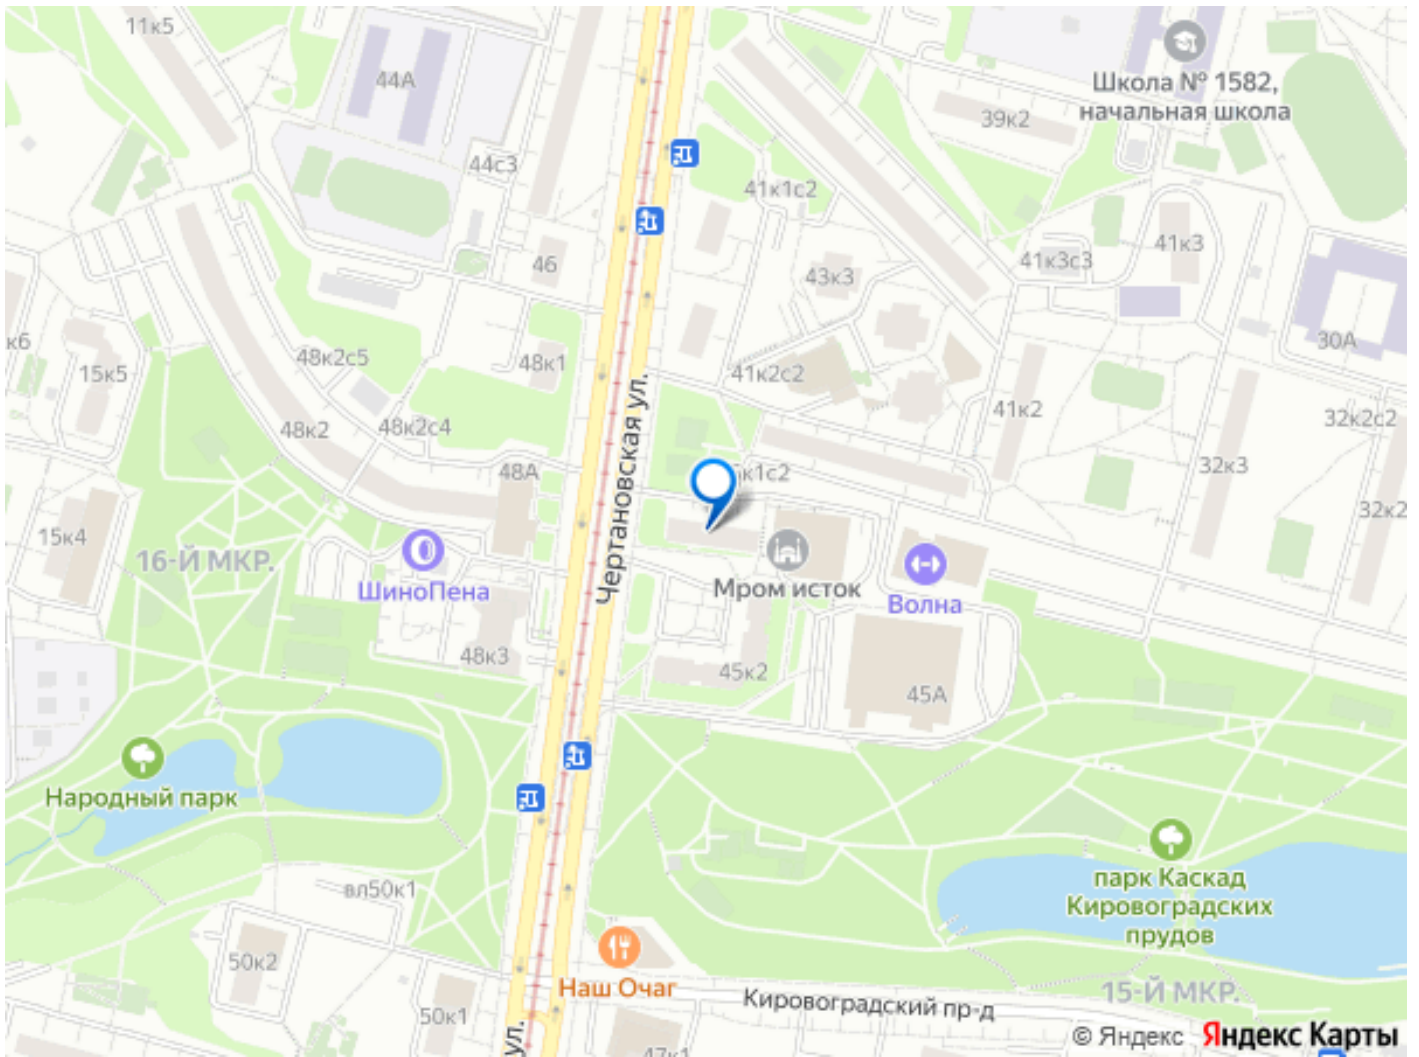 11к5
44А
Школа № 1582,
начальная школа
39к2
44с3
41к1с2
41к3
46
41к3с3
43к3
к6
15к5
48к2с5
48к1
41к2с2
30А
41к2
32к2с2
48к2
48к2с4
Чертановская ул.
48А
к1с2
32к3
32к2
15к4
16-Й МКР.
ШиноПена
Мром исток
Волна
48к3
45к2
45А
Народный парк
вл50к1
парк Каскад
Кировоградских
прудов
50к2
Наш Очаг
15-Й МКР.
Кировоградский пр-д
50к1
ул.
47к1
© Яндекс Яндекс Карты